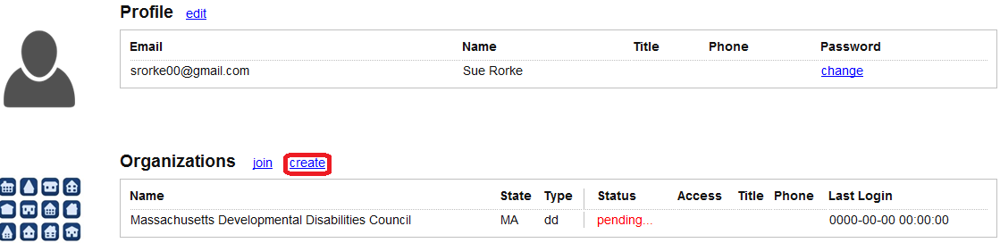 Profile edit
Email Name Title Phone Password
srorke00@gmail.com Sue Rorke change
Organizations join create
Name State Type Status Access Title Phone Last Login
Massachusetts Developmental Disabilities Council MA dd pending... 0000-00-00 00:00:00